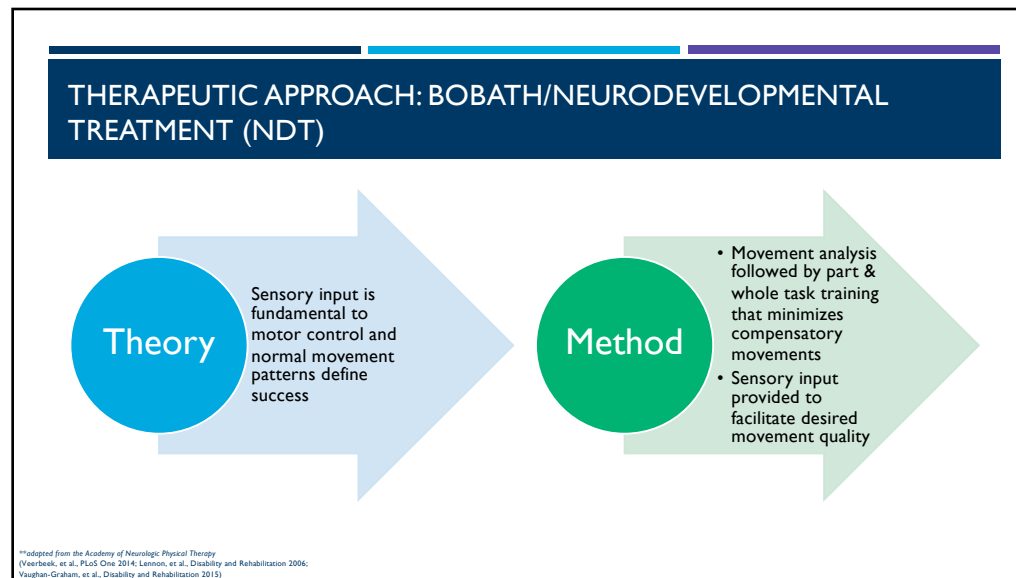 THERAPEUTIC APPROACH: BOBATH/NEURODEVELOPMENTAL
TREATMENT (NDT)
Theory
Sensory input is
fundamental to
motor control and
normal movement
patterns define
success
Method
• Movement analysis
followed by part &
whole task training
that minimizes
compensatory
movements
• Sensory input
provided to
facilitate desired
movement quality
**adapted from the Academy of Neurologic Physical Therapy
(Veerbeek, et al., PLoS One 2014; Lennon, et al., Disability and Rehabilitation 2006;
Vaughan-Graham, et al., Disability and Rehabilitation 2015)